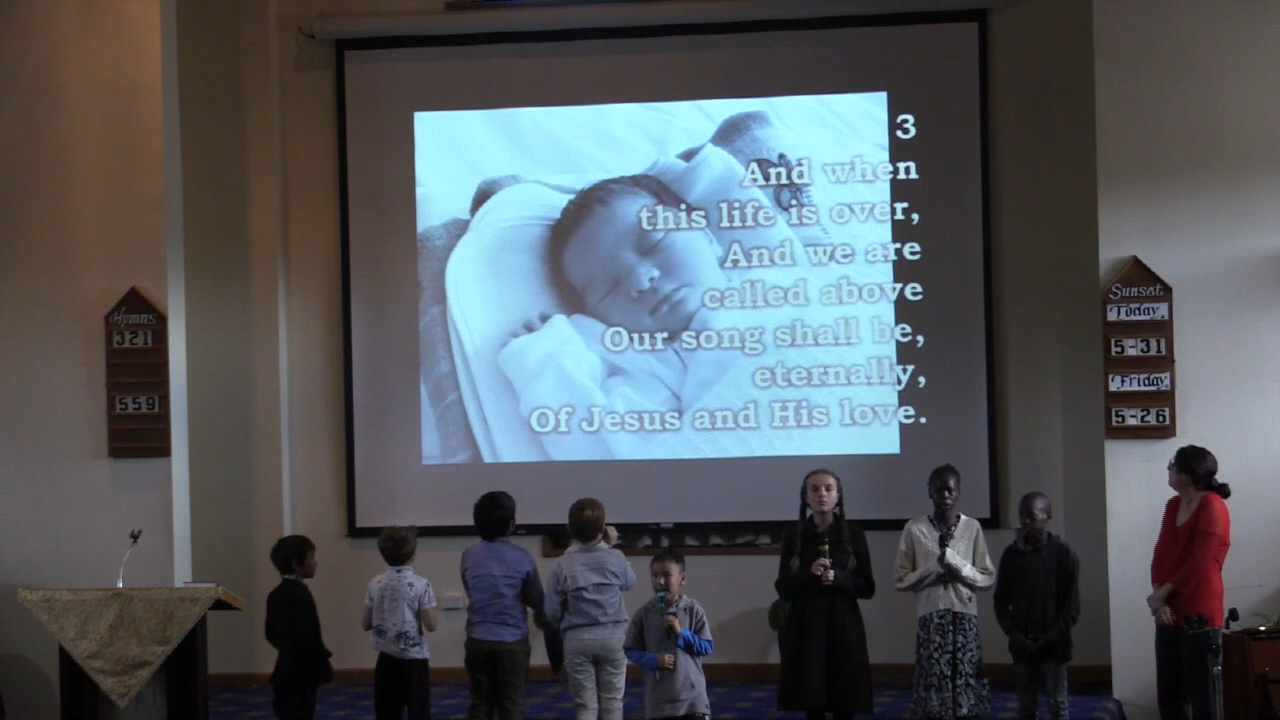 3
And when
this life is over,
And we are
called above
Our song shall be,
eternally,
Of Jesus and His love.
Hymns
321
559
Sunset
Today
5-31
Friday
5-26